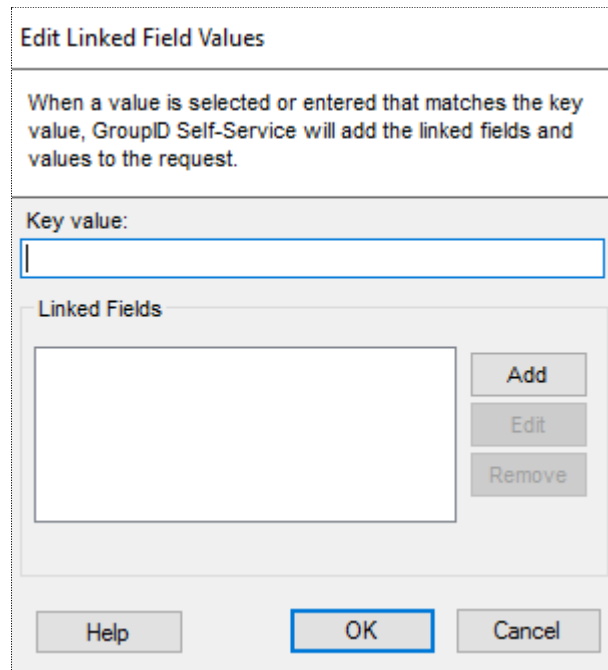 Edit Linked Field Values
When a value is selected or entered that matches the key
value, GroupID Self-Service will add the linked fields and
values to the request.
Key value:
Linked Fields
Add
Edit
Remove
Help
OK
Cancel